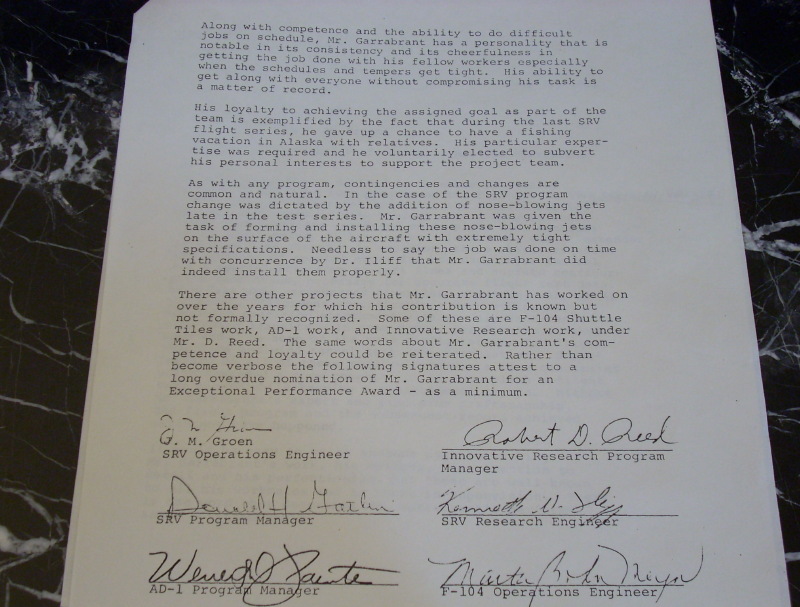 Along with competence and the ability to do difficult
jobs on schedule, Mr. Garrabrant has a personality that is
notable in its consistency and its cheerfulness in
getting the job done with his fellow workers especially
when the schedules and tempers get tight. His ability to
get along with everyone without compromising his task is
a matter of record.
His loyalty to achieving the assigned goal as part of the
team is exemplified by the fact that during the last SRV
flight series, he gave up a chance to have a fishing
vacation in Alaska with relatives. His particular exper-
tise was required and he voluntarily elected to subvert
his personal interests to support the project team.
As with any program, contingencies and changes are
common and natural. In the case of the SRV program
change was dictated by the addition of nose-blowing jets
late in the test series. Mr. Garrabrant was given the
task of forming and installing these nose-blowing jets
on the surface of the aircraft with extremely tight
specifications. Needless to say the job was done on time
with concurrence by Dr. Iliff that Mr. Garrabrant did
indeed install them properly.
There are other projects that Mr. Garrabrant has worked on
over the years for which his contribution is known but
not formally recognized. Some of these are F-104 Shuttle
Tiles work, AD-1 work, and Innovative Research work, under
Mr. D. Reed. The same words about Mr. Garrabrant's com-
petence and loyalty could be reiterated. Rather than
become verbose the following signatures attest to a
long overdue nomination of Mr. Garrabrant for an
Exceptional Performance Award - as a minimum.
G. M. Groen
SRV Operations Engineer
Robert D. Reed
Innovative Research Program
Manager
Donald H
SRV Program Manager
Kenneth W. Iliff
SRV Research Engineer
AD-1 Program Manager
F-104 Operations Engineer